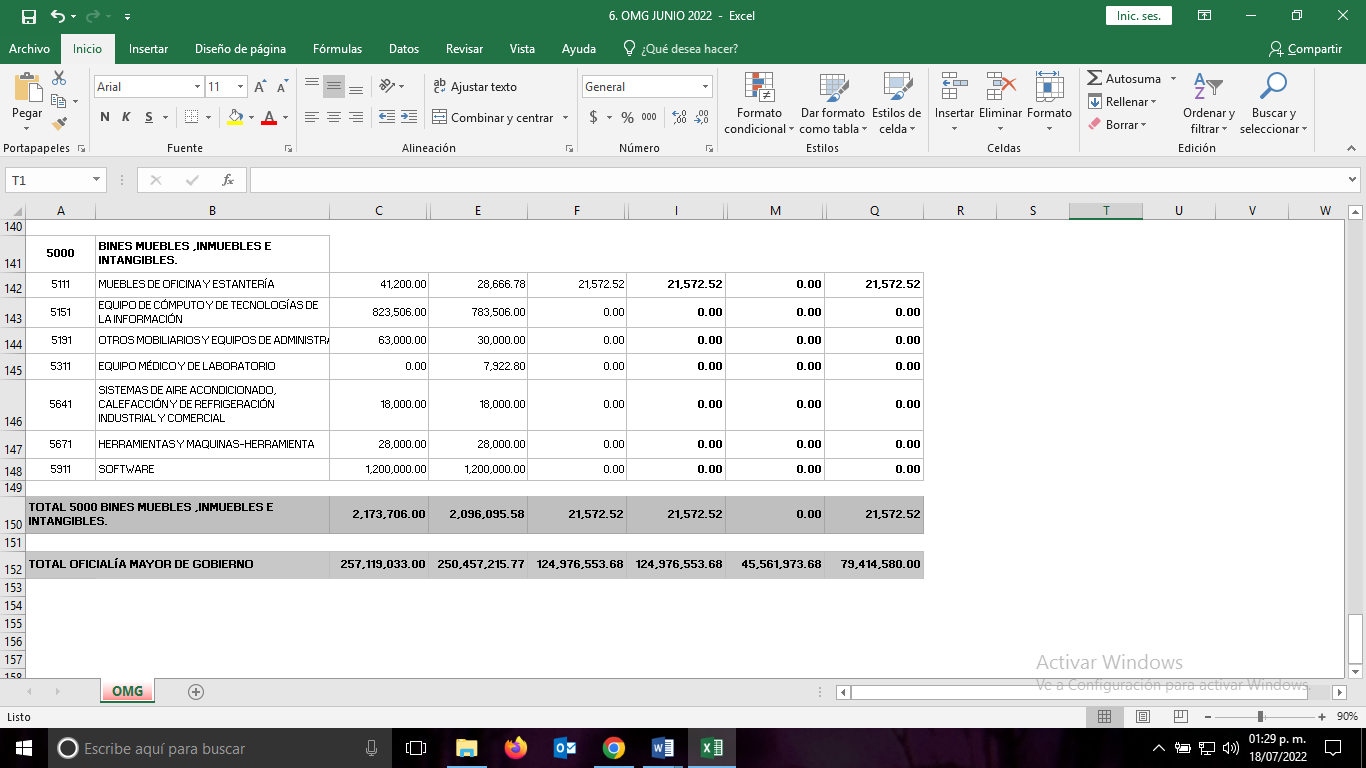 6. OMG JUNIO 2022 - Excel
Inic. ses.
Archivo Inicio Insertar Diseño de página Fórmulas Datos Revisar Vista Ayuda ¿Qué desea hacer? Compartir
Pegar
Arial 11
N K S
Ajustar texto
Combinar y centrar
General
$ % 000
Formato condicional
Dar formato como tabla
Estilos de celda
Insertar Eliminar Formato
Autosuma
Rellenar
Borrar
Ordenar y filtrar
Buscar y seleccionar
Portapapeles Fuente Alineación Número Estilos Celdas Edición
T1 fx
A B C E F I M Q R S T U V W
140
141 5000 BINES MUEBLES ,INMUEBLES E
INTANGIBLES.
142 5111 MUEBLES DE OFICINA Y ESTANTERÍA 41,200.00 28,666.78 21,572.52 21,572.52 0.00 21,572.52
143 5151 EQUIPO DE CÓMPUTO Y DE TECNOLOGÍAS DE
LA INFORMACIÓN 823,506.00 783,506.00 0.00 0.00 0.00 0.00
144 5191 OTROS MOBILIARIOS Y EQUIPOS DE ADMINISTRA 63,000.00 30,000.00 0.00 0.00 0.00 0.00
145 5311 EQUIPO MÉDICO Y DE LABORATORIO 0.00 7,922.80 0.00 0.00 0.00 0.00
146 5641 SISTEMAS DE AIRE ACONDICIONADO,
CALEFACCIÓN Y DE REFRIGERACIÓN
INDUSTRIAL Y COMERCIAL 18,000.00 18,000.00 0.00 0.00 0.00 0.00
147 5671 HERRAMIENTAS Y MAQUINAS-HERRAMIENTA 28,000.00 28,000.00 0.00 0.00 0.00 0.00
148 5911 SOFTWARE 1,200,000.00 1,200,000.00 0.00 0.00 0.00 0.00
149
150 TOTAL 5000 BINES MUEBLES ,INMUEBLES E
INTANGIBLES. 2,173,706.00 2,096,095.58 21,572.52 21,572.52 0.00 21,572.52
151
152 TOTAL OFICIALÍA MAYOR DE GOBIERNO 257,119,033.00 250,457,215.77 124,976,553.68 124,976,553.68 45,561,973.68 79,414,580.00
153
154
155
156
157
158
Activar Windows
Ve a Configuración para activar Windows.
OMG
Listo 90%
Escribe aquí para buscar
01:29 p. m.
18/07/2022